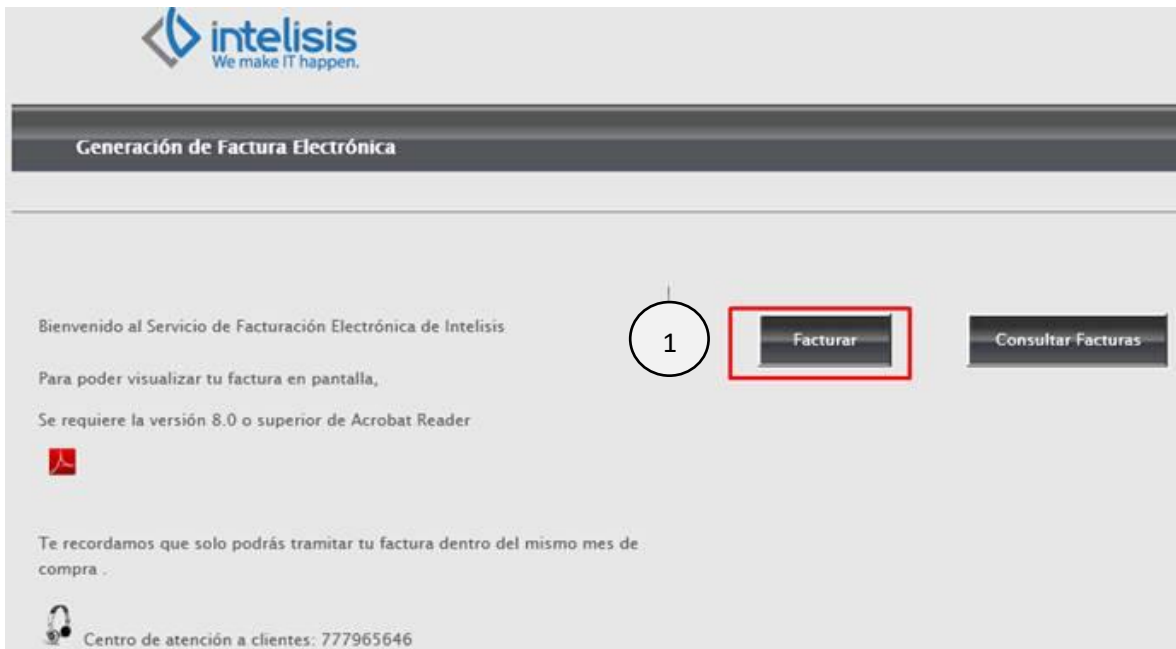 intelisis
We make IT happen.
Generación de Factura Electrónica
Bienvenido al Servicio de Facturación Electrónica de Intelisis
1
Facturar
Consultar Facturas
Para poder visualizar tu factura en pantalla,
Se requiere la versión 8.0 o superior de Acrobat Reader
Te recordamos que solo podrás tramitar tu factura dentro del mismo mes de
compra .
Centro de atención a clientes: 777965646